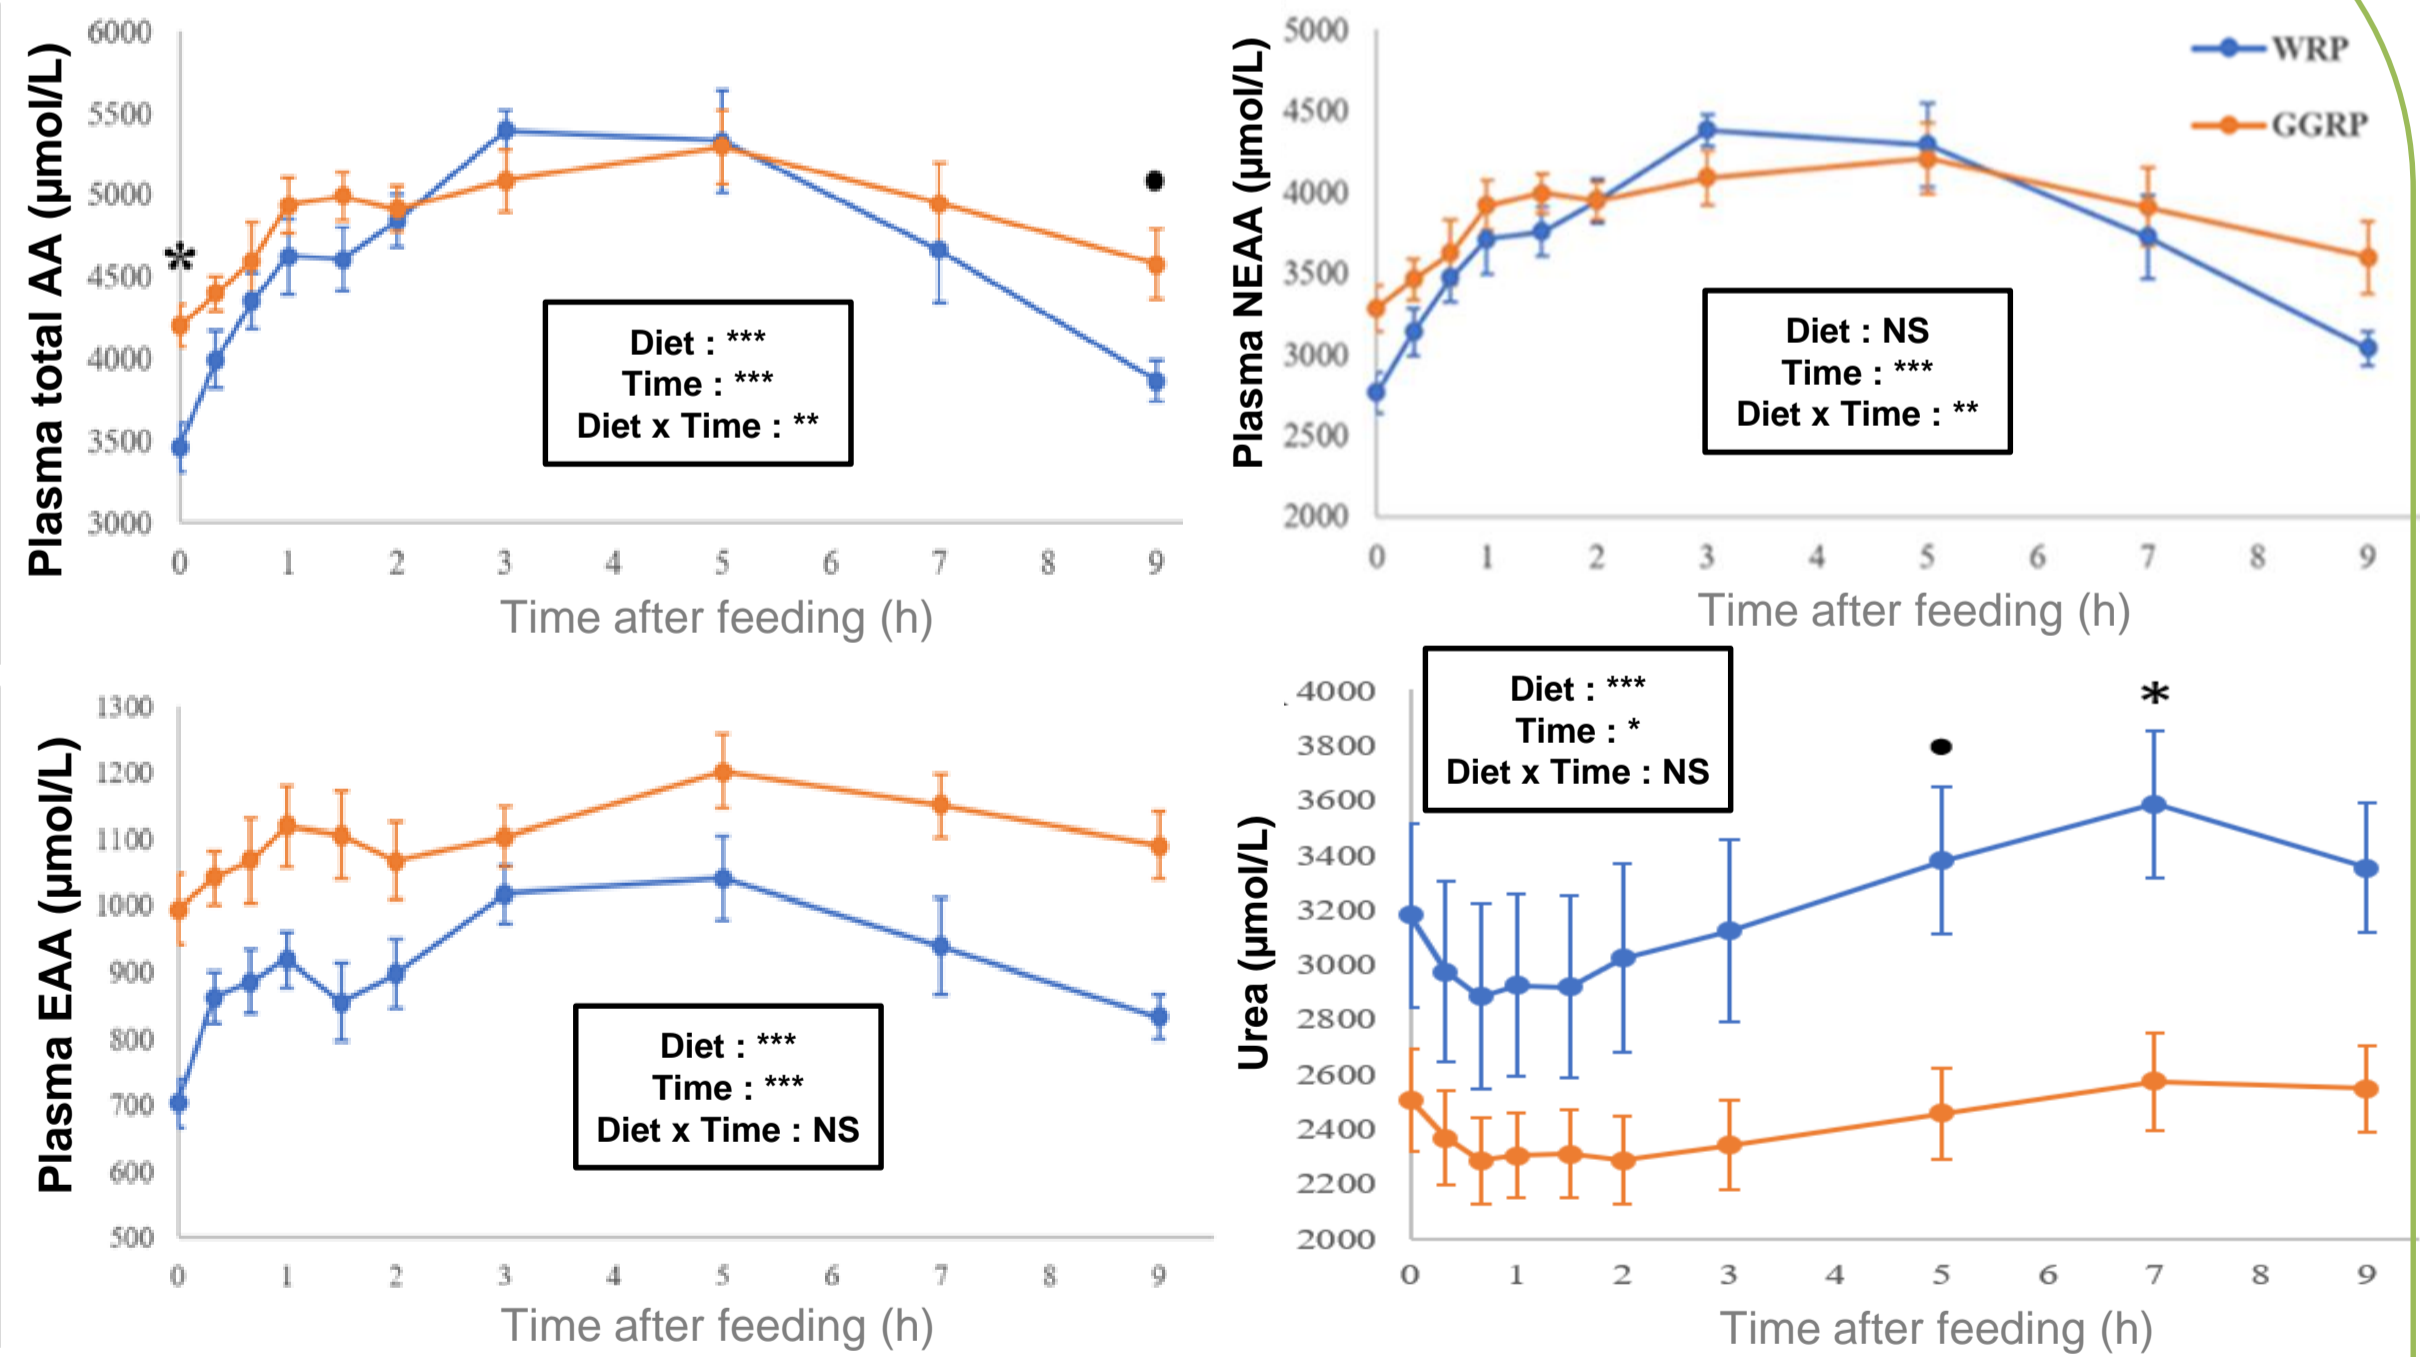 Plasma total AA (µmol/L)
6000
5500
5000
4500
4000
3500
3000
*
•
Diet : ***
Time : ***
Diet x Time : **
0 1 2 3 4 5 6 7 8 9
Time after feeding (h)
Plasma NEAA (µmol/L)
5000
4500
4000
3500
3000
2500
2000
WRP
GGRP
Diet : NS
Time : ***
Diet x Time : **
0 1 2 3 4 5 6 7 8 9
Time after feeding (h)
Plasma EAA (µmol/L)
1300
1200
1100
1000
900
800
700
600
500
Diet : ***
Time : ***
Diet x Time : NS
0 1 2 3 4 5 6 7 8 9
Time after feeding (h)
Urea (µmol/L)
4000
3800
3600
3400
3200
3000
2800
2600
2400
2200
2000
Diet : ***
Time : *
Diet x Time : NS
•
*
0 1 2 3 4 5 6 7 8 9
Time after feeding (h)